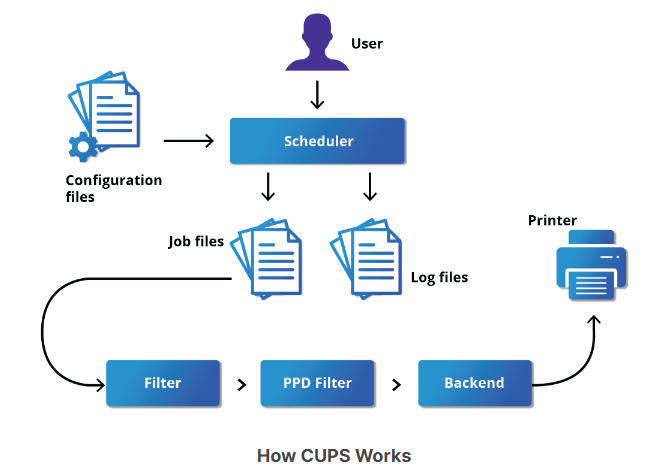 User
Scheduler
Configuration
files
Job files
Log files
Printer
Filter
PPD Filter
Backend
How CUPS Works